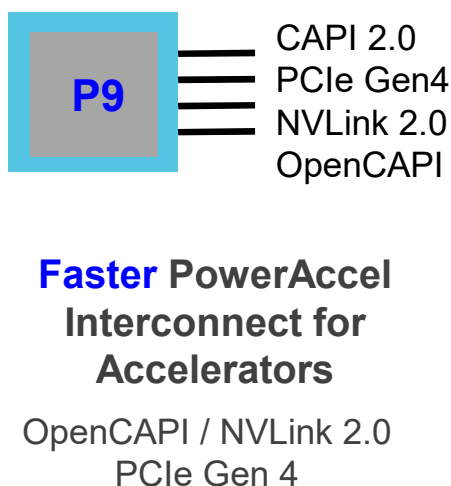 P9
CAPI 2.0
PCIe Gen4
NVLink 2.0
OpenCAPI
Faster PowerAccel
Interconnect for
Accelerators
OpenCAPI / NVLink 2.0
PCIe Gen 4